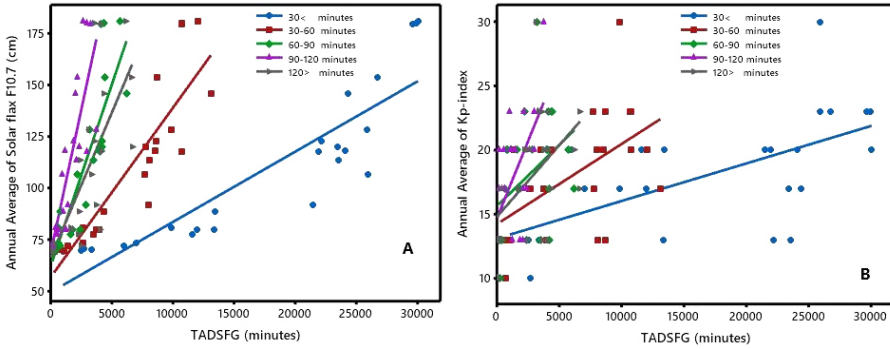 A
Annual Average of Solar flax F10.7 (cm)
175
150
125
100
75
50
0
5000
10000
15000
20000
25000
30000
TADSFG (minutes)
30< minutes
30-60 minutes
60-90 minutes
90-120 minutes
120> minutes
A
B
Annual Average of Kp-index
30
25
20
15
10
0
5000
10000
15000
20000
25000
30000
TADSFG (minutes)
30< minutes
30-60 minutes
60-90 minutes
90-120 minutes
120> minutes
B